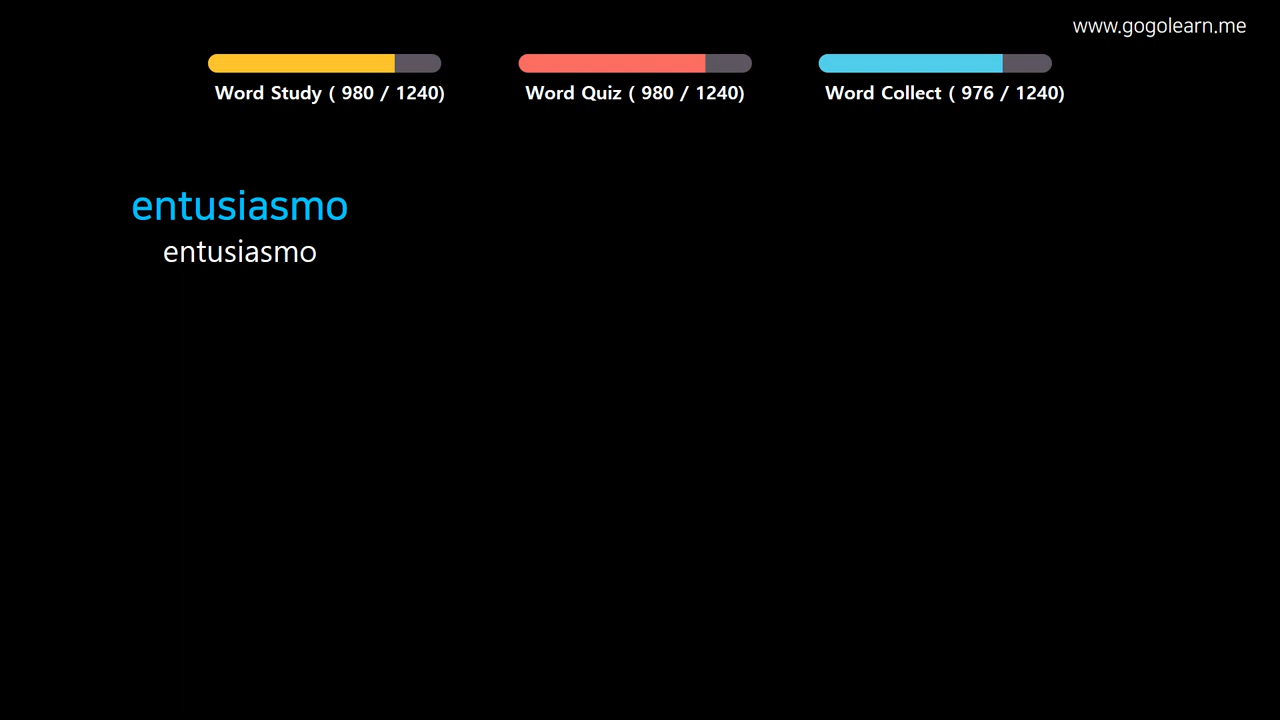 www.gogolearn.me
Word Study ( 980 / 1240)
Word Quiz ( 980 / 1240)
Word Collect ( 976 / 1240)
entusiasmo
entusiasmo